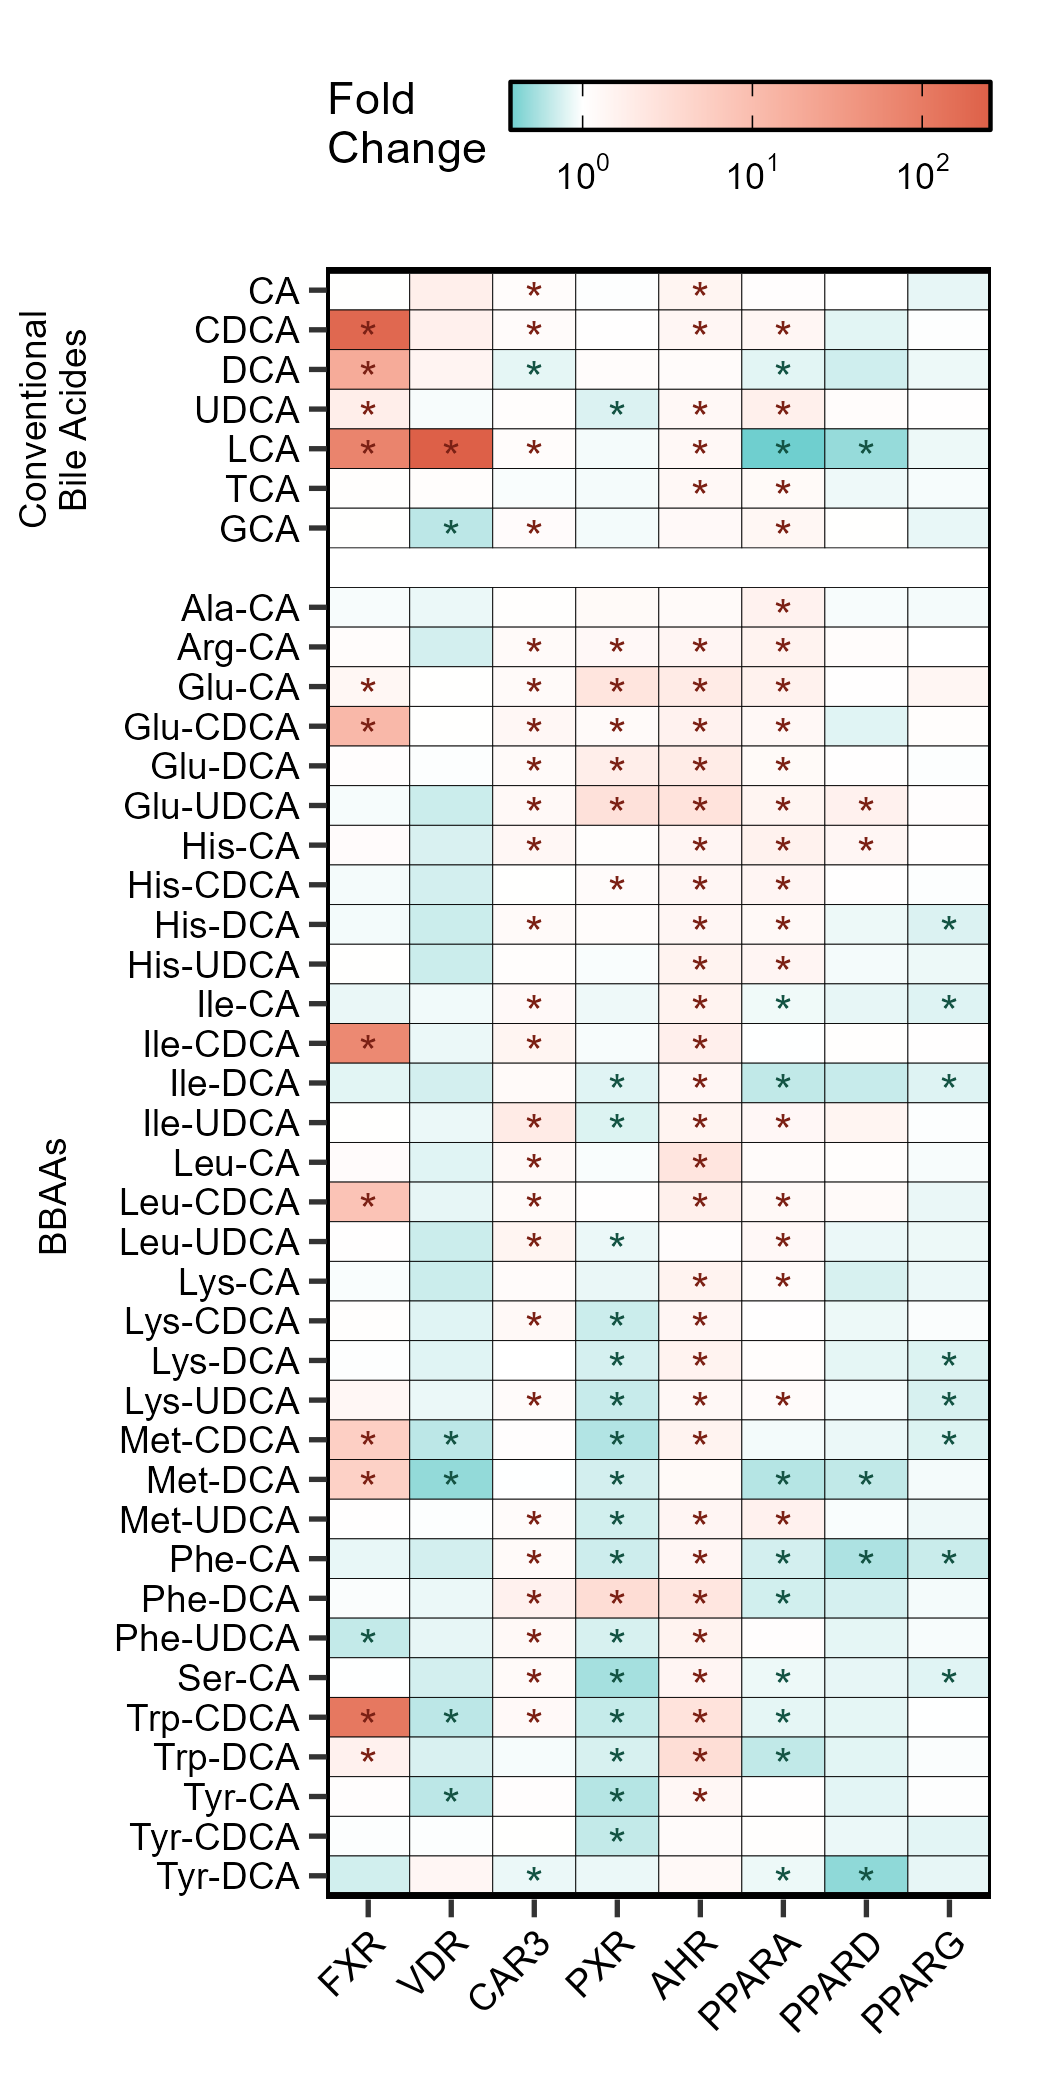 Fold
Change
10⁰ 10¹ 10²
Conventional
Bile Acides
CA
CDCA
DCA
UDCA
LCA
TCA
GCA
BBAAs
Ala-CA
Arg-CA
Glu-CA
Glu-CDCA
Glu-DCA
Glu-UDCA
His-CA
His-CDCA
His-DCA
His-UDCA
Ile-CA
Ile-CDCA
Ile-DCA
Ile-UDCA
Leu-CA
Leu-CDCA
Leu-UDCA
Lys-CA
Lys-CDCA
Lys-DCA
Lys-UDCA
Met-CDCA
Met-DCA
Met-UDCA
Phe-CA
Phe-DCA
Phe-UDCA
Ser-CA
Trp-CDCA
Trp-DCA
Tyr-CA
Tyr-CDCA
Tyr-DCA
FXR VDR CAR3 PXR AHR PPARA PPARD PPARG